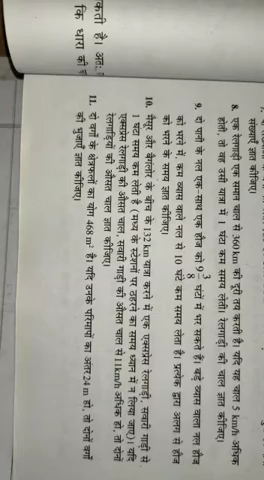 कती है। अतः
कि धारा की
संख्याएँ ज्ञात कीजिए।
8. एक रेलगाड़ी एक समान चाल से 360 km की दूरी तय करती है। यदि यह चाल 5 km/h अधिक
होती, तो वह उसी यात्रा में 1 घंटा कम समय लेती। रेलगाड़ी की चाल ज्ञात कीजिए।
9. दो पानी के नल एक-साथ एक हौज को 9 3/8 घंटों में भर सकते हैं। बड़े व्यास वाला नल हौज
को भरने में, कम व्यास वाले नल से 10 घंटे कम समय लेता है। प्रत्येक द्वारा अलग से हौज
को भरने के समय ज्ञात कीजिए।
10. मैसूर और बैंगलोर के बीच के 132 km यात्रा करने में एक एक्सप्रेस रेलगाड़ी, सवारी गाड़ी से
1 घंटा समय कम लेती है (मध्य के स्टेशनों पर ठहरने का समय ध्यान में न लिया जाए)। यदि
एक्सप्रेस रेलगाड़ी की औसत चाल, सवारी गाड़ी की औसत चाल से 11km/h अधिक हो, तो दोनों
रेलगाड़ियों की औसत चाल ज्ञात कीजिए।
11. दो वर्गों के क्षेत्रफलों का योग 468 m² है। यदि उनके परिमापों का अंतर 24 m हो, तो दोनों वर्गों
की भुजाएँ ज्ञात कीजिए।